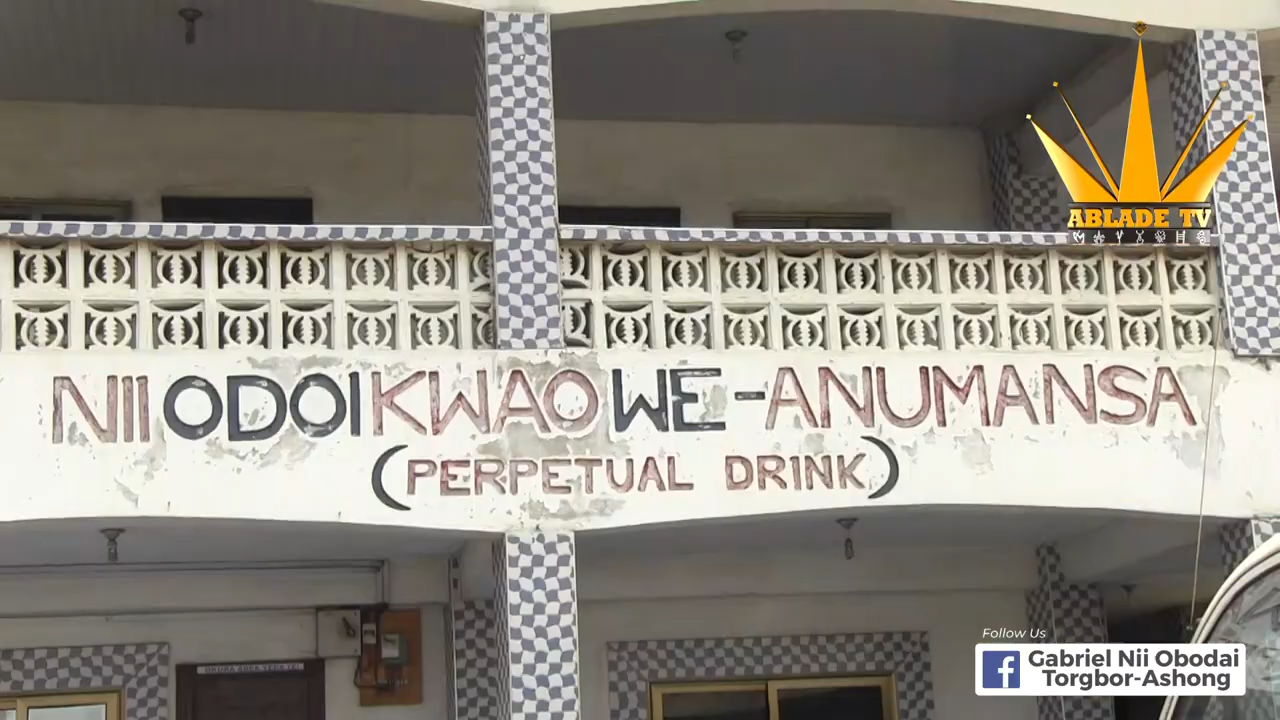 ABLADE TV
NII ODOI KWAO WE-ANUMANSA
(PERPETUAL DRINK)
Follow Us
Gabriel Nii Obodai
Torgbor-Ashong